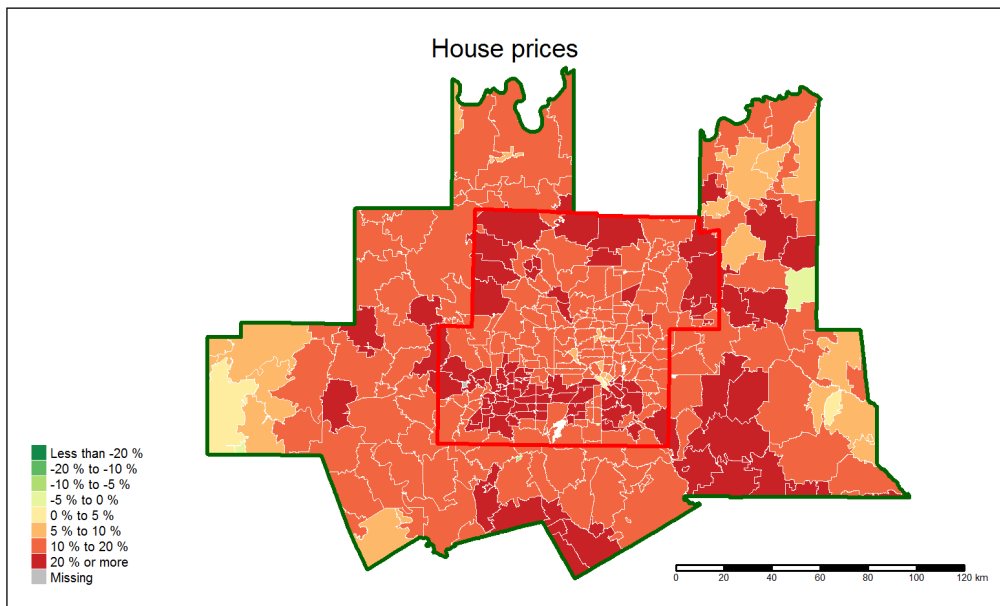 House prices
Less than -20 %
-20 % to -10 %
-10 % to -5 %
-5 % to 0 %
0 % to 5 %
5 % to 10 %
10 % to 20 %
20 % or more
Missing
0 20 40 60 80 100 120 km